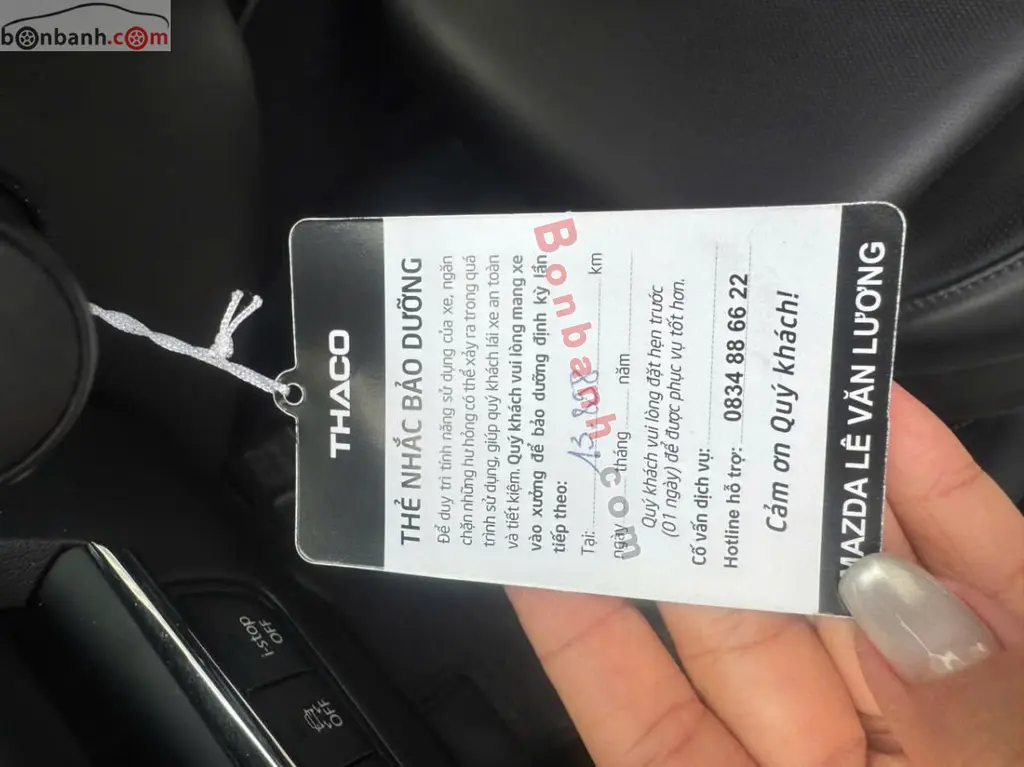 bonbanh.com
THACO
THẺ NHẮC BẢO DƯỠNG
Để duy trì tính năng sử dụng của xe, ngăn
chặn những hư hỏng có thể xảy ra trong quá
trình sử dụng, giúp quý khách lái xe an toàn
và tiết kiệm. Quý khách vui lòng mang xe
vào xưởng để bảo dưỡng định kỳ lần
tiếp theo:
Tại: km
ngày tháng năm
Quý khách vui lòng đặt hẹn trước
(01 ngày) để được phục vụ tốt hơn.
Cố vấn dịch vụ:
Hotline hỗ trợ: 0834 88 66 22
Cảm ơn Quý khách!
MAZDA LÊ VĂN LƯƠNG
Bonbanh.com
i-stop
OFF
OFF